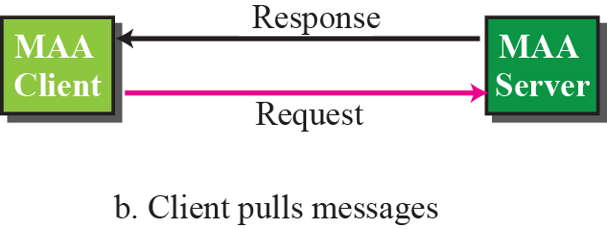 Response
MAA
Client
MAA
Server
Request
b. Client pulls messages